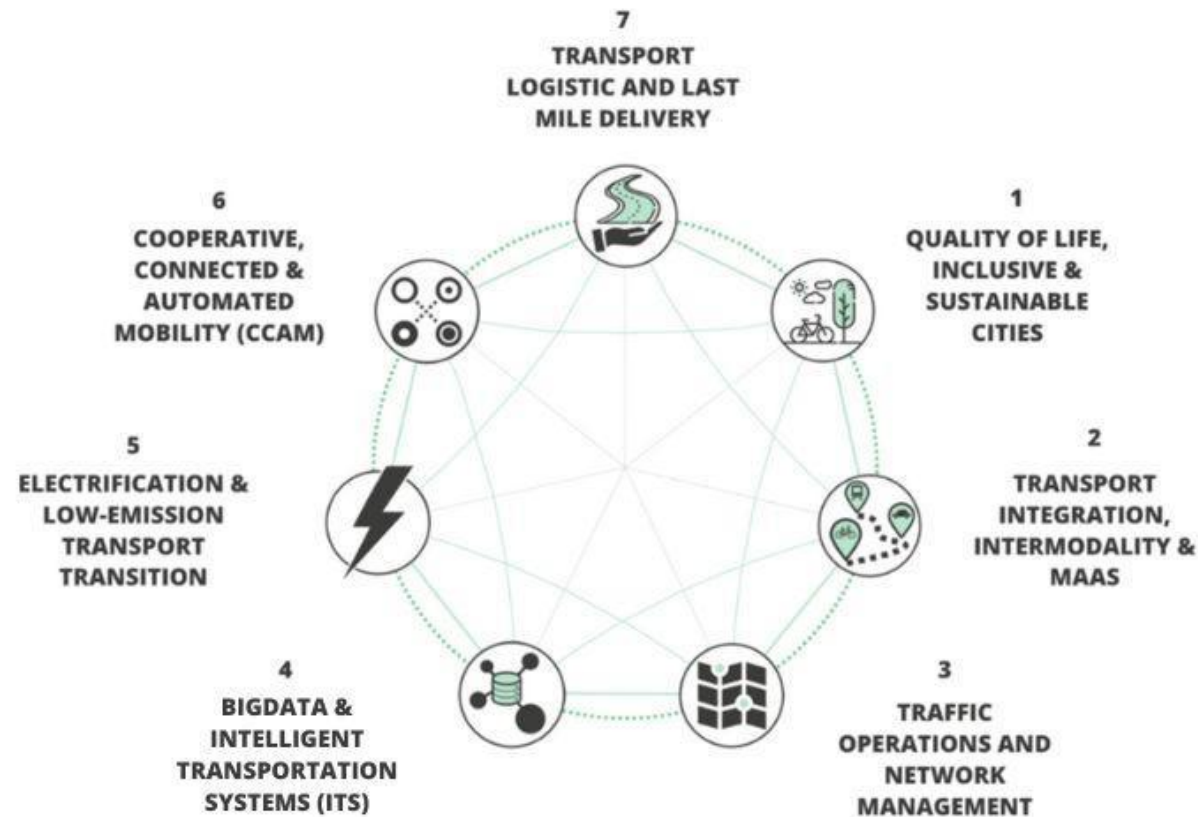 7
TRANSPORT
LOGISTIC AND LAST
MILE DELIVERY
6
COOPERATIVE,
CONNECTED &
AUTOMATED
MOBILITY (CCAM)
1
QUALITY OF LIFE,
INCLUSIVE &
SUSTAINABLE
CITIES
5
ELECTRIFICATION &
LOW-EMISSION
TRANSPORT
TRANSITION
2
TRANSPORT
INTEGRATION,
INTERMODALITY &
MAAS
4
BIGDATA &
INTELLIGENT
TRANSPORTATION
SYSTEMS (ITS)
3
TRAFFIC
OPERATIONS AND
NETWORK
MANAGEMENT